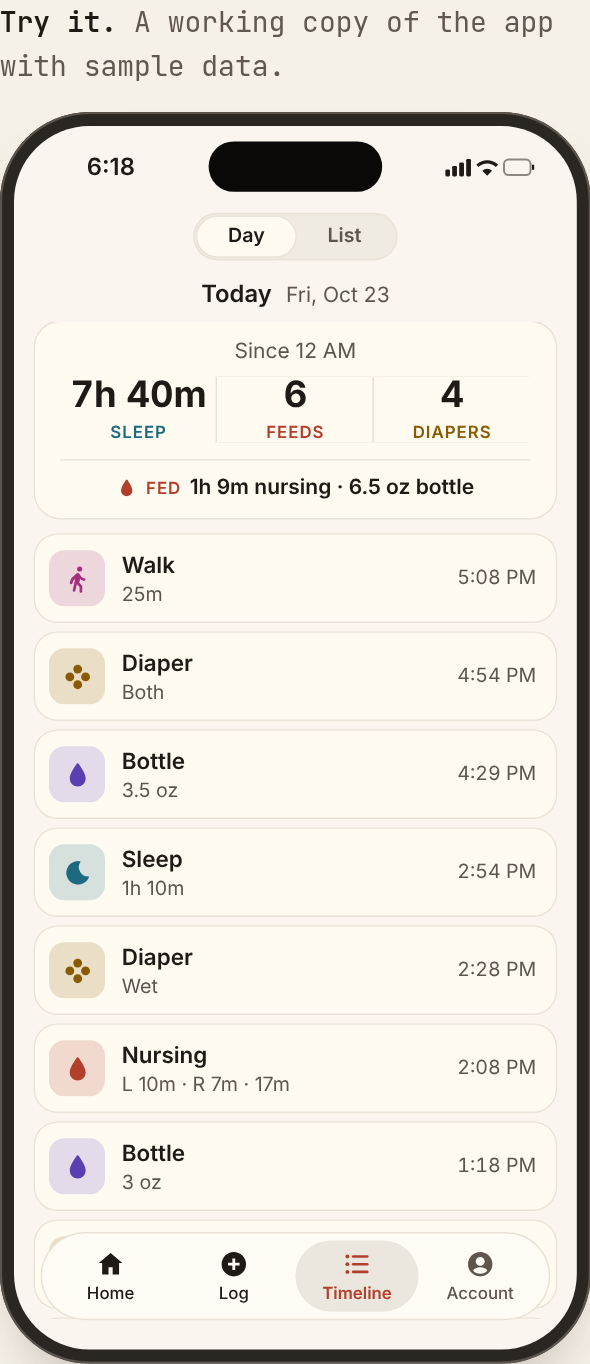 Try it. A working copy of the app
with sample data.
6:18
Day List
Today Fri, Oct 23
Since 12 AM
7h 40m 6 4
SLEEP FEEDS DIAPERS
FED 1h 9m nursing · 6.5 oz bottle
Walk
25m
5:08 PM
Diaper
Both
4:54 PM
Bottle
3.5 oz
4:29 PM
Sleep
1h 10m
2:54 PM
Diaper
Wet
2:28 PM
Nursing
L 10m · R 7m · 17m
2:08 PM
Bottle
3 oz
1:18 PM
Home Log Timeline Account